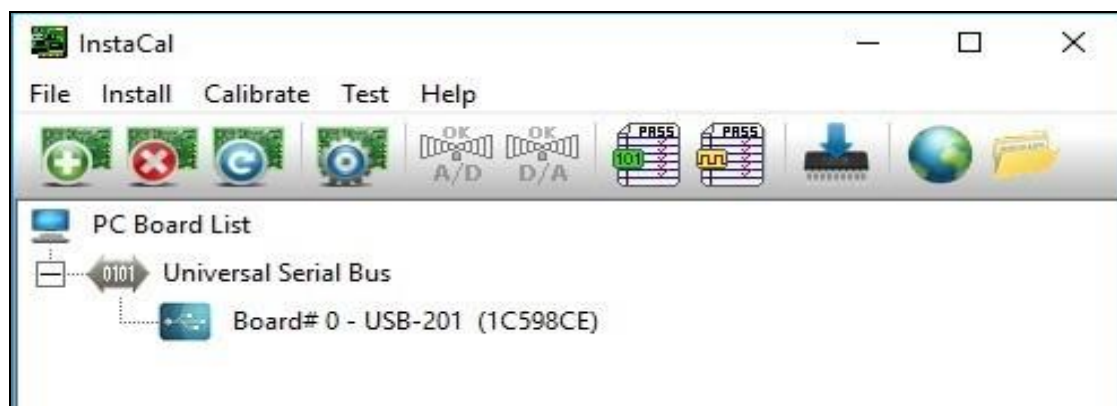 InstaCal
File Install Calibrate Test Help
OK OK PASS PASS
101
A/D D/A
PC Board List
0101 Universal Serial Bus
Board# 0 - USB-201 (1C598CE)